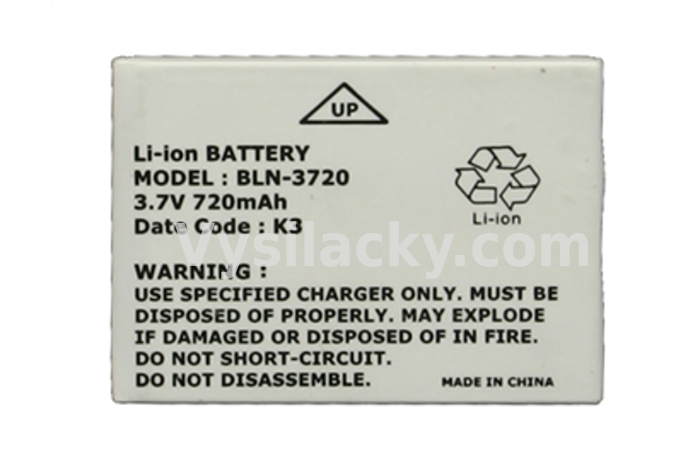 UP
Li-ion BATTERY
MODEL : BLN-3720
3.7V 720mAh
Date Code : K3
Li-ion
Vysilacky.com
WARNING :
USE SPECIFIED CHARGER ONLY. MUST BE
DISPOSED OF PROPERLY. MAY EXPLODE
IF DAMAGED OR DISPOSED OF IN FIRE.
DO NOT SHORT-CIRCUIT.
DO NOT DISASSEMBLE.
MADE IN CHINA